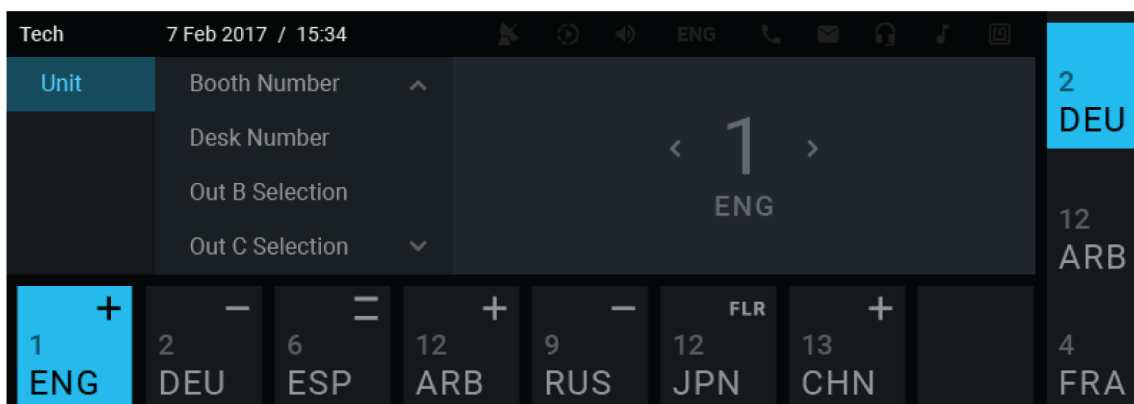 Tech 7 Feb 2017 / 15:34 ENG
Unit
Booth Number
Desk Number
Out B Selection
Out C Selection
< 1 >
ENG
+ − = + − FLR +
1 2 6 12 9 12 13
ENG DEU ESP ARB RUS JPN CHN
2
DEU
12
ARB
4
FRA